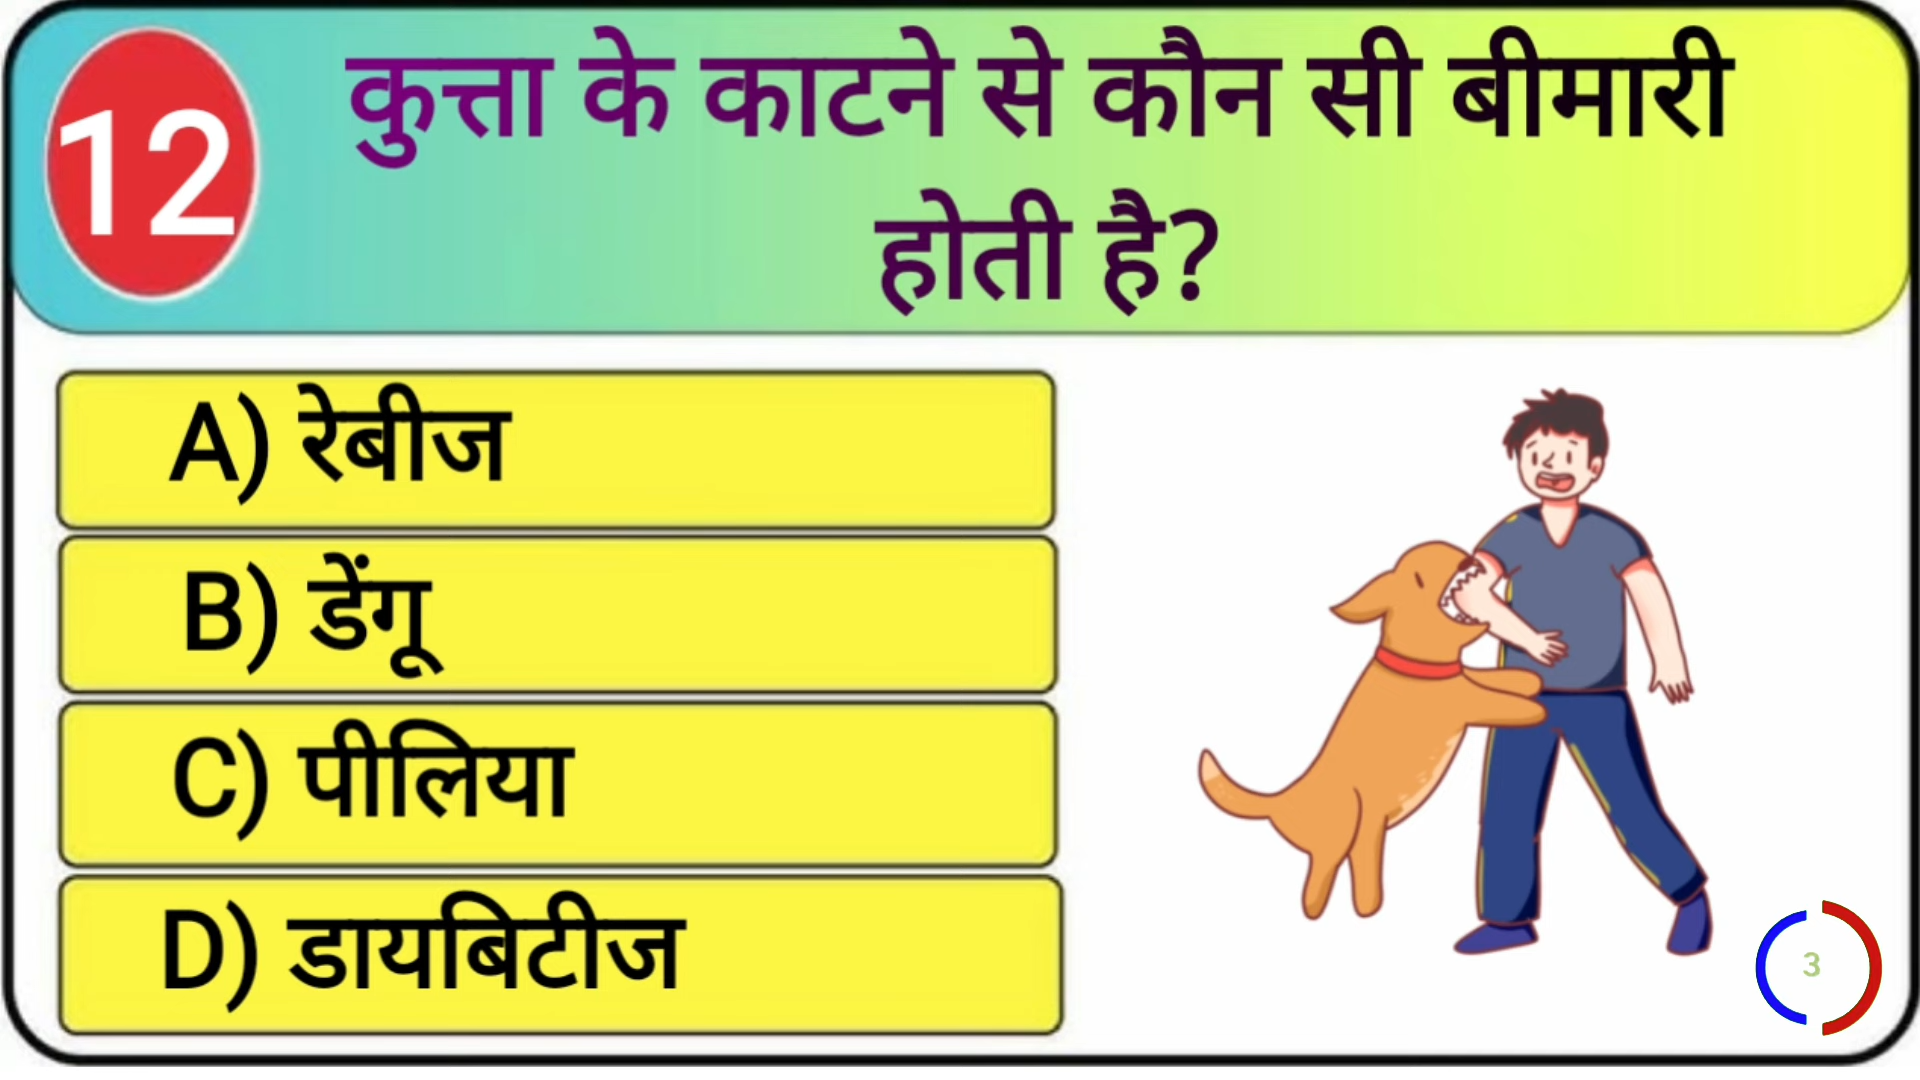 12
कुत्ता के काटने से कौन सी बीमारी
होती है?
A) रेबीज
B) डेंगू
C) पीलिया
D) डायबिटीज
3